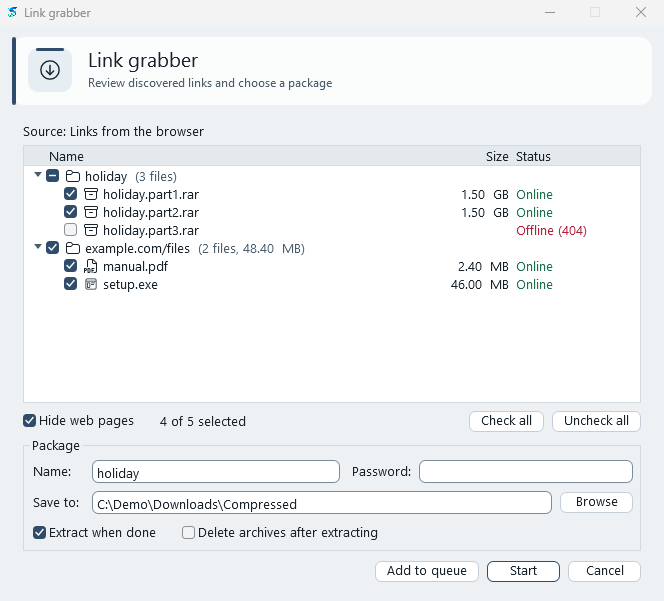 Link grabber
Link grabber
Review discovered links and choose a package
Source: Links from the browser
Name Size Status
holiday (3 files)
holiday.part1.rar 1.50 GB Online
holiday.part2.rar 1.50 GB Online
holiday.part3.rar Offline (404)
example.com/files (2 files, 48.40 MB)
PDF manual.pdf 2.40 MB Online
setup.exe 46.00 MB Online
Hide web pages 4 of 5 selected Check all Uncheck all
Package
Name: holiday Password:
Save to: C:\Demo\Downloads\Compressed Browse
Extract when done Delete archives after extracting
Add to queue Start Cancel